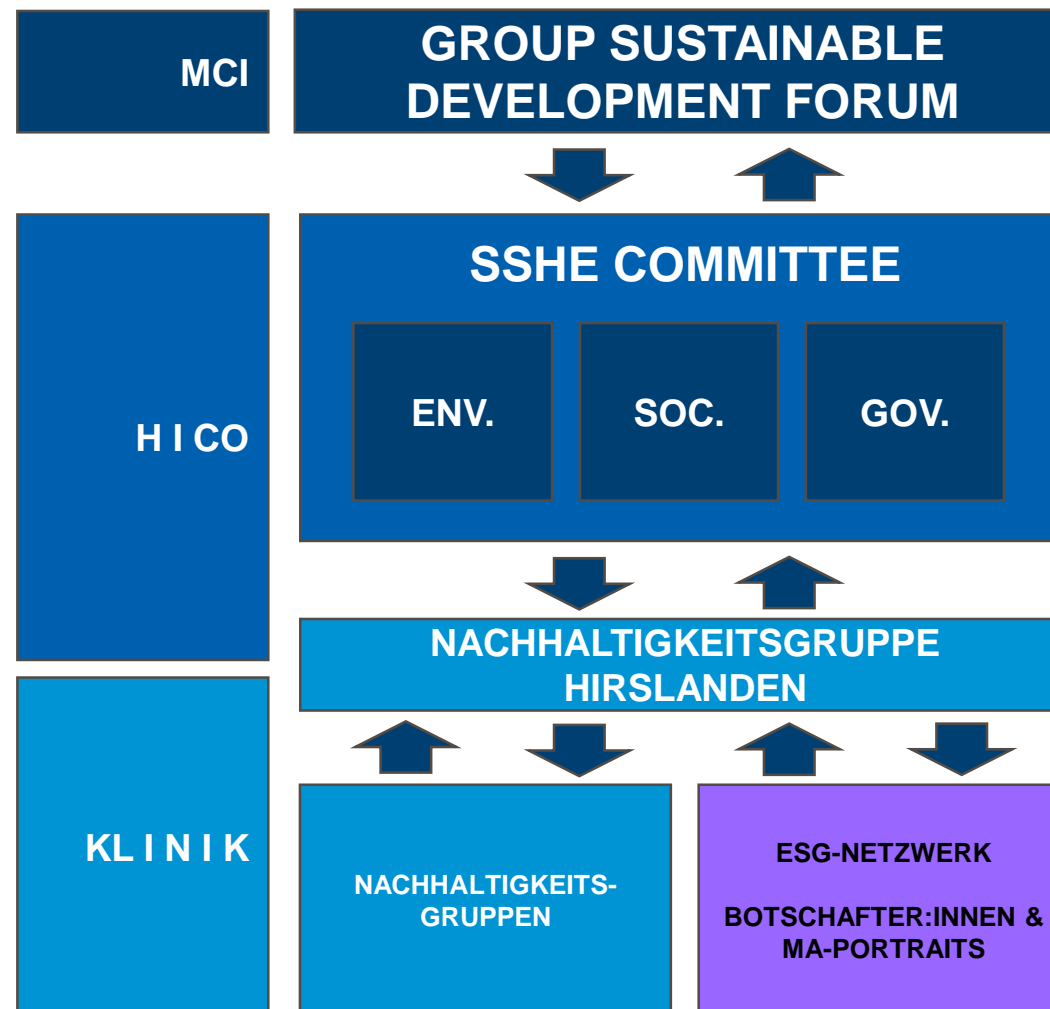 MCI
GROUP SUSTAINABLE
DEVELOPMENT FORUM
H I CO
SSHE COMMITTEE
ENV.
SOC.
GOV.
NACHHALTIGKEITSGRUPPE
HIRSLANDEN
KL I N I K
NACHHALTIGKEITS-
GRUPPEN
ESG-NETZWERK
BOTSCHAFTER:INNEN &
MA-PORTRAITS